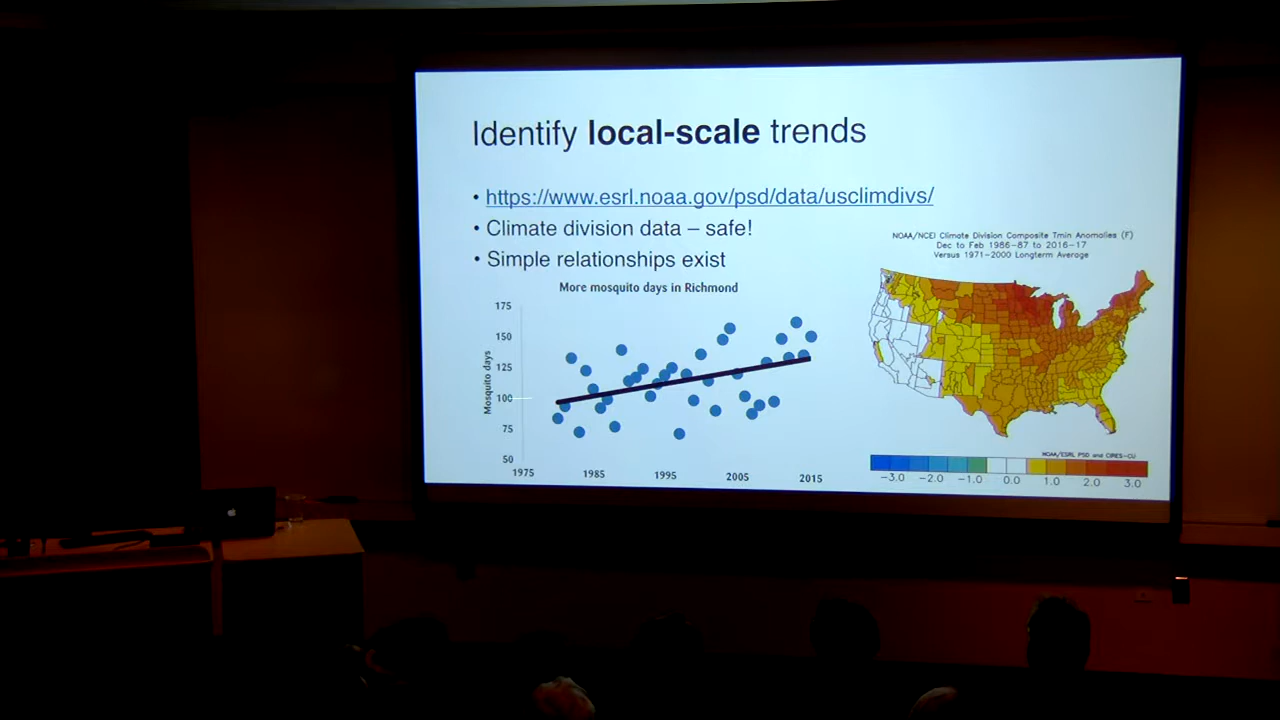 Identify local-scale trends
• https://www.esrl.noaa.gov/psd/data/usclimdivs/
• Climate division data – safe!
• Simple relationships exist
More mosquito days in Richmond
Mosquito days
175
150
125
100
75
50
1975 1985 1995 2005 2015
NOAA/NCEI Climate Division Composite Tmin Anomalies (F)
Dec to Feb 1986-87 to 2016-17
Versus 1971-2000 Longterm Average
NOAA/ESRL PSD and CIRES-CU
-3.0 -2.0 -1.0 0.0 1.0 2.0 3.0